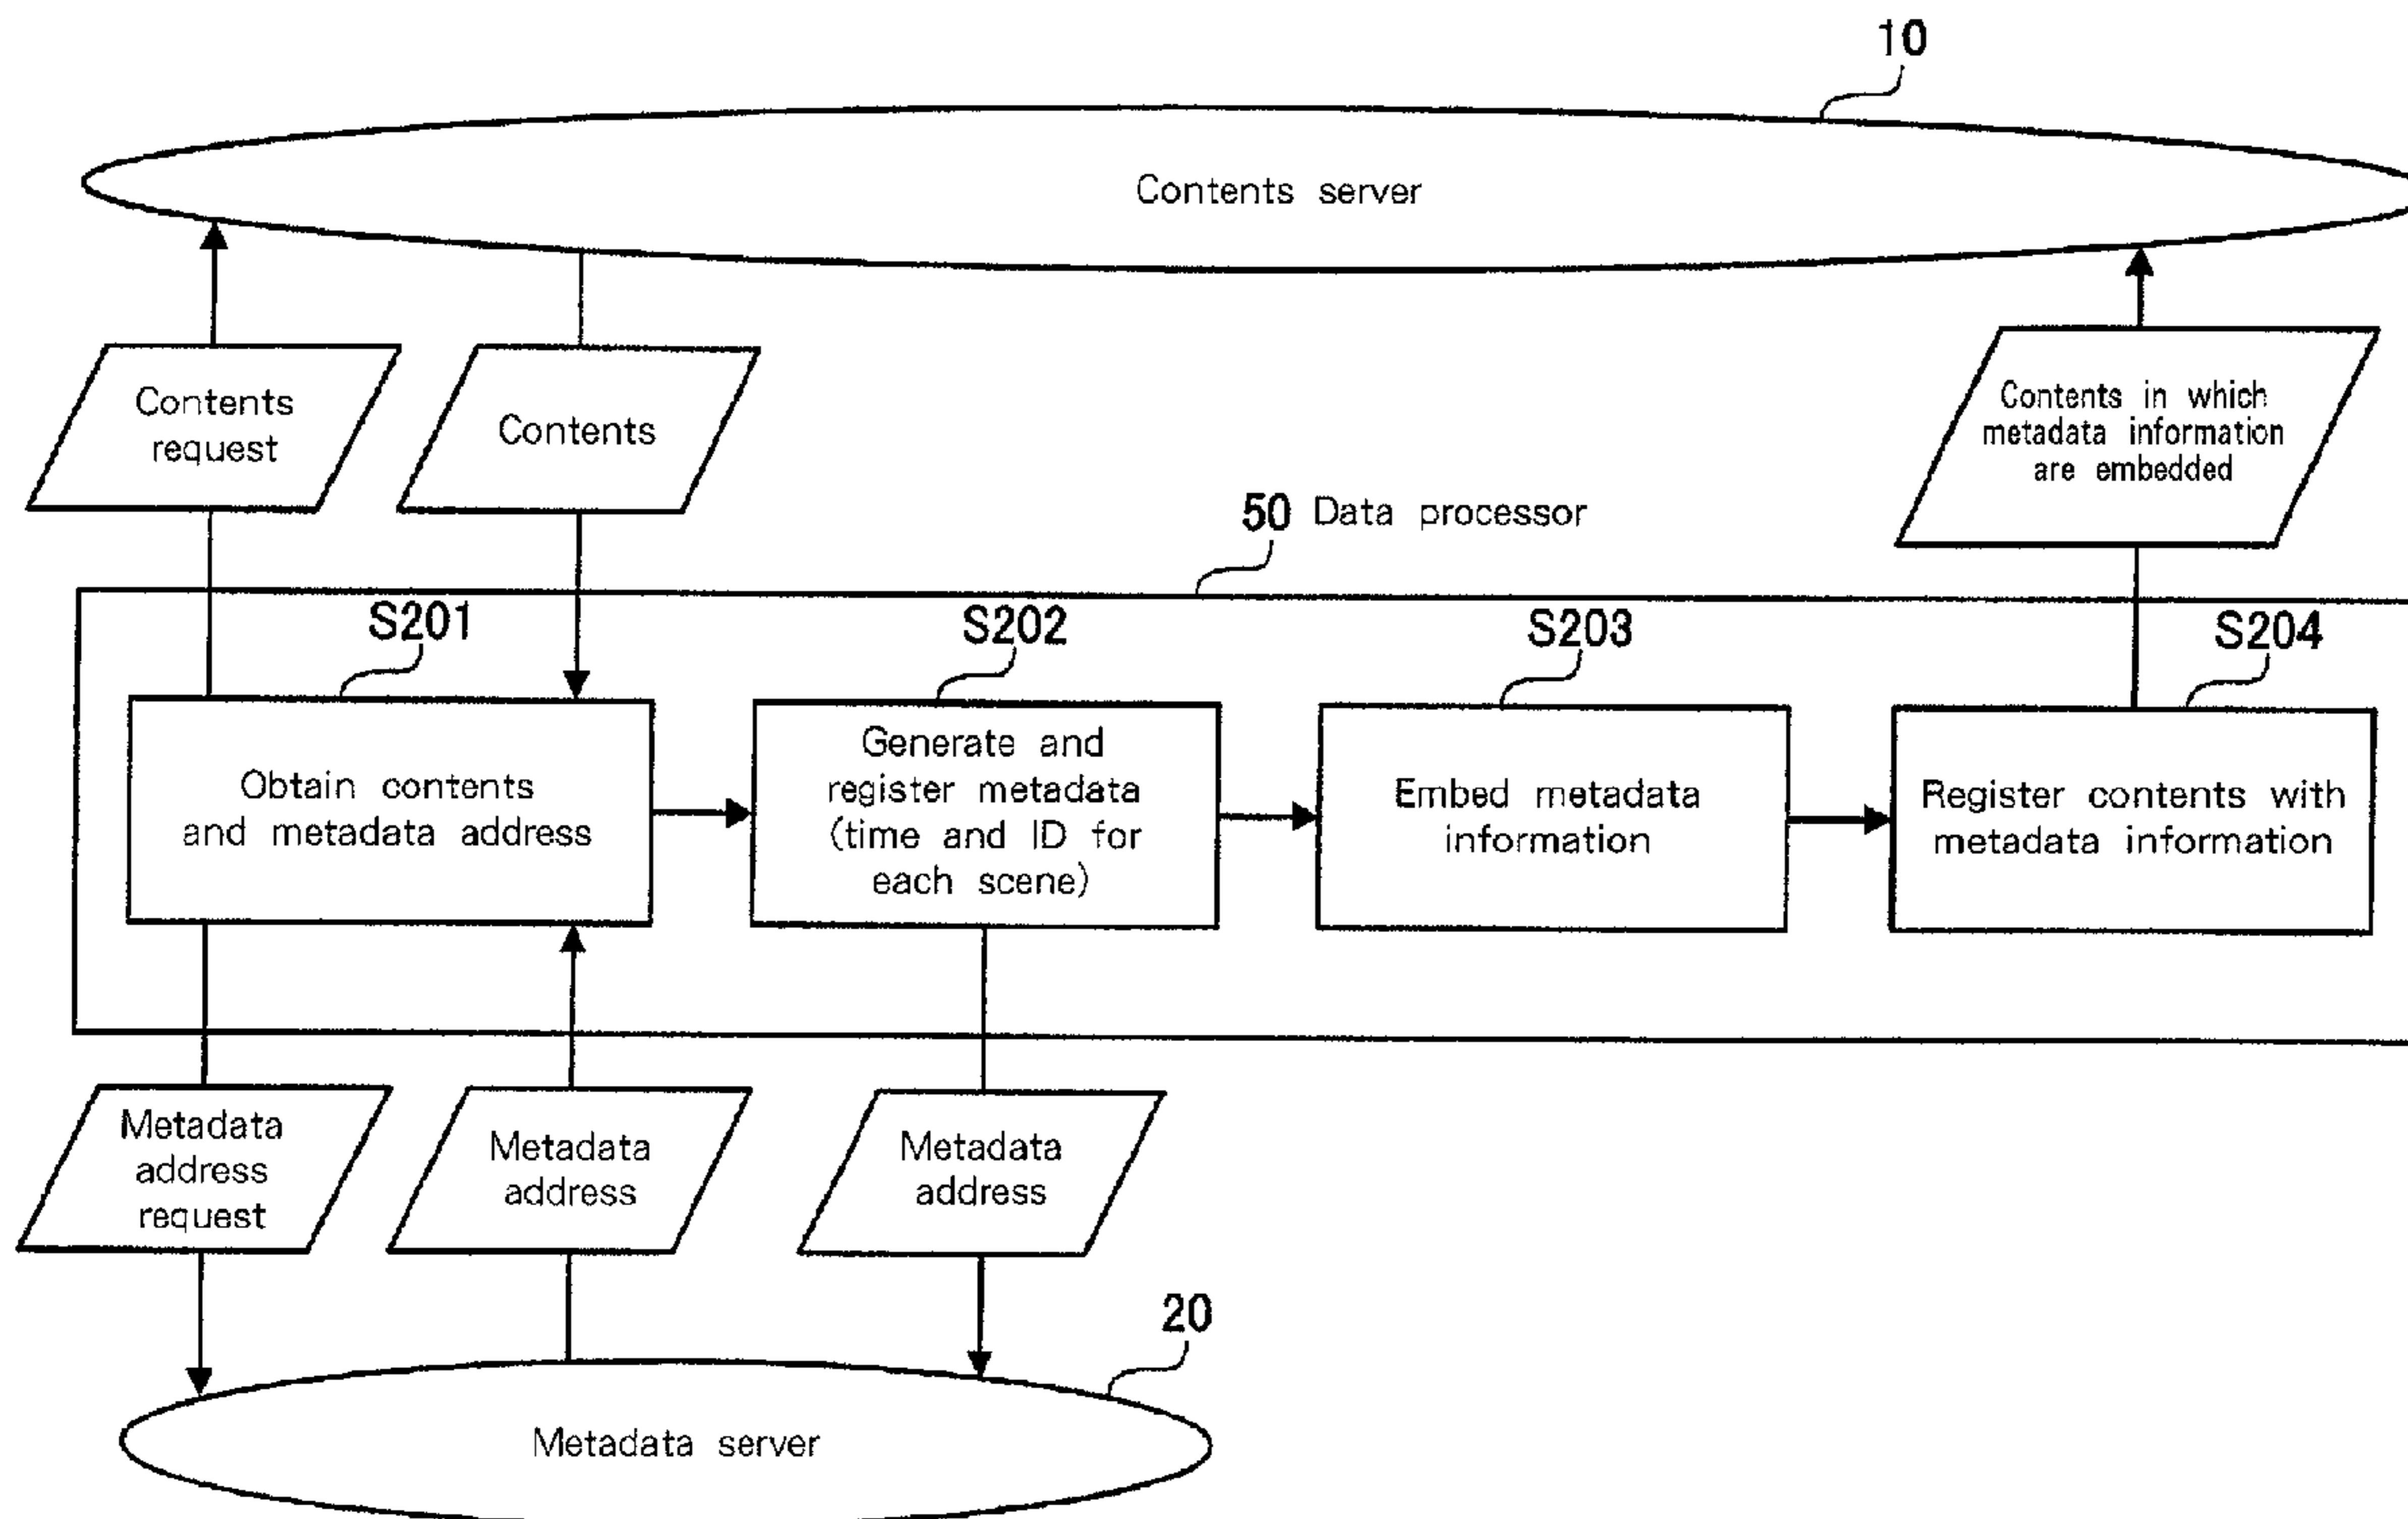 10
Contents server
Contents
request
Contents
Contents in which
metadata information
are embedded
50 Data processor
S201
S202
S203
S204
Obtain contents
and metadata address
Generate and
register metadata
(time and ID for
each scene)
Embed metadata
information
Register contents with
metadata information
Metadata
address
request
Metadata
address
Metadata
address
20
Metadata server